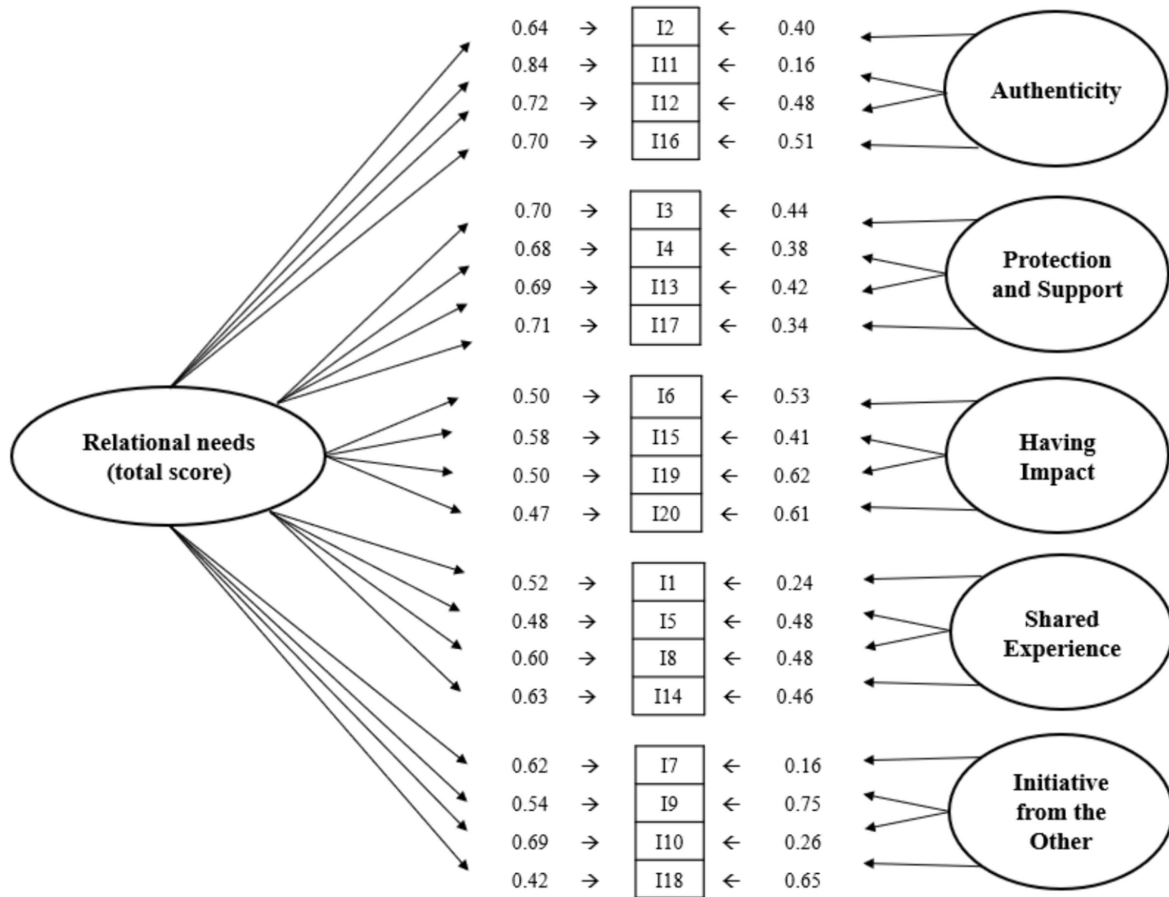 0.64 → I2 ← 0.40
0.84 → I11 ← 0.16
Authenticity
0.72 → I12 ← 0.48
0.70 → I16 ← 0.51
0.70 → I3 ← 0.44
0.68 → I4 ← 0.38
Protection
and Support
0.69 → I13 ← 0.42
0.71 → I17 ← 0.34
0.50 → I6 ← 0.53
0.58 → I15 ← 0.41
Having
Impact
0.50 → I19 ← 0.62
0.47 → I20 ← 0.61
Relational needs
(total score)
0.52 → I1 ← 0.24
0.48 → I5 ← 0.48
Shared
Experience
0.60 → I8 ← 0.48
0.63 → I14 ← 0.46
0.62 → I7 ← 0.16
0.54 → I9 ← 0.75
Initiative
from the
Other
0.69 → I10 ← 0.26
0.42 → I18 ← 0.65